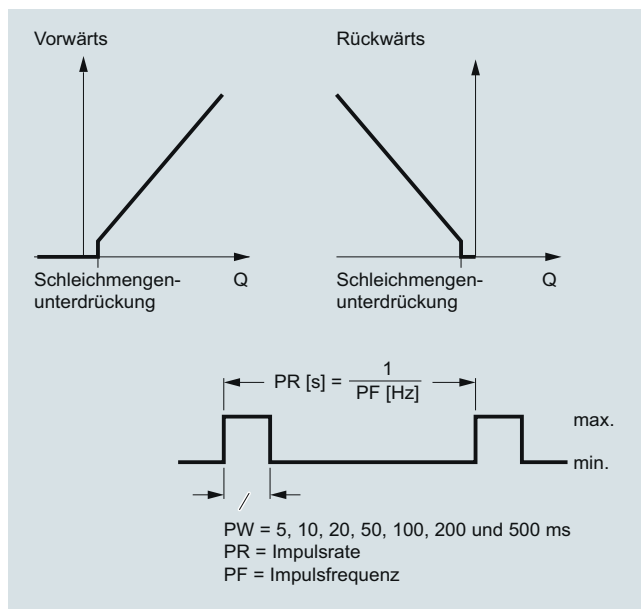 Vorwärts
Rückwärts
Schleichmengen-
unterdrückung
Q
Schleichmengen-
unterdrückung
Q
PR [s] = 1 / PF [Hz]
max.
min.
PW = 5, 10, 20, 50, 100, 200 und 500 ms
PR = Impulsrate
PF = Impulsfrequenz